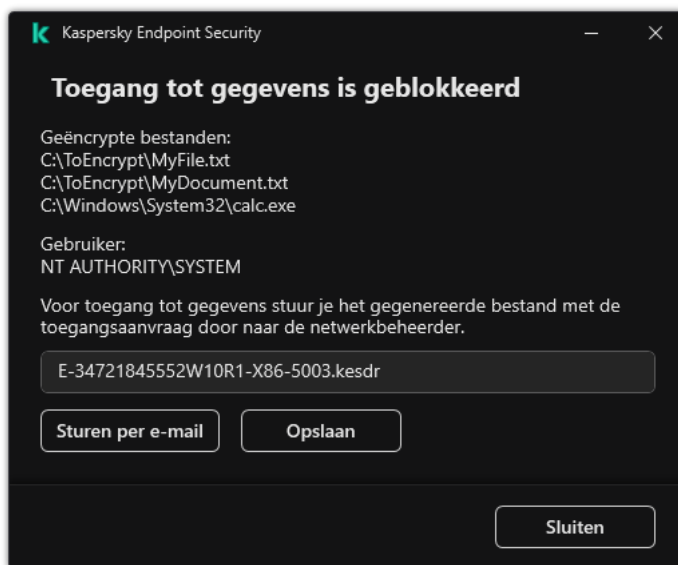 Kaspersky Endpoint Security
Toegang tot gegevens is geblokkeerd
Geëncrypte bestanden:
C:\ToEncrypt\MyFile.txt
C:\ToEncrypt\MyDocument.txt
C:\Windows\System32\calc.exe
Gebruiker:
NT AUTHORITY\SYSTEM
Voor toegang tot gegevens stuur je het gegenereerde bestand met de
toegangsaanvraag door naar de netwerkbeheerder.
E-34721845552W10R1-X86-5003.kesdr
Sturen per e-mail
Opslaan
Sluiten